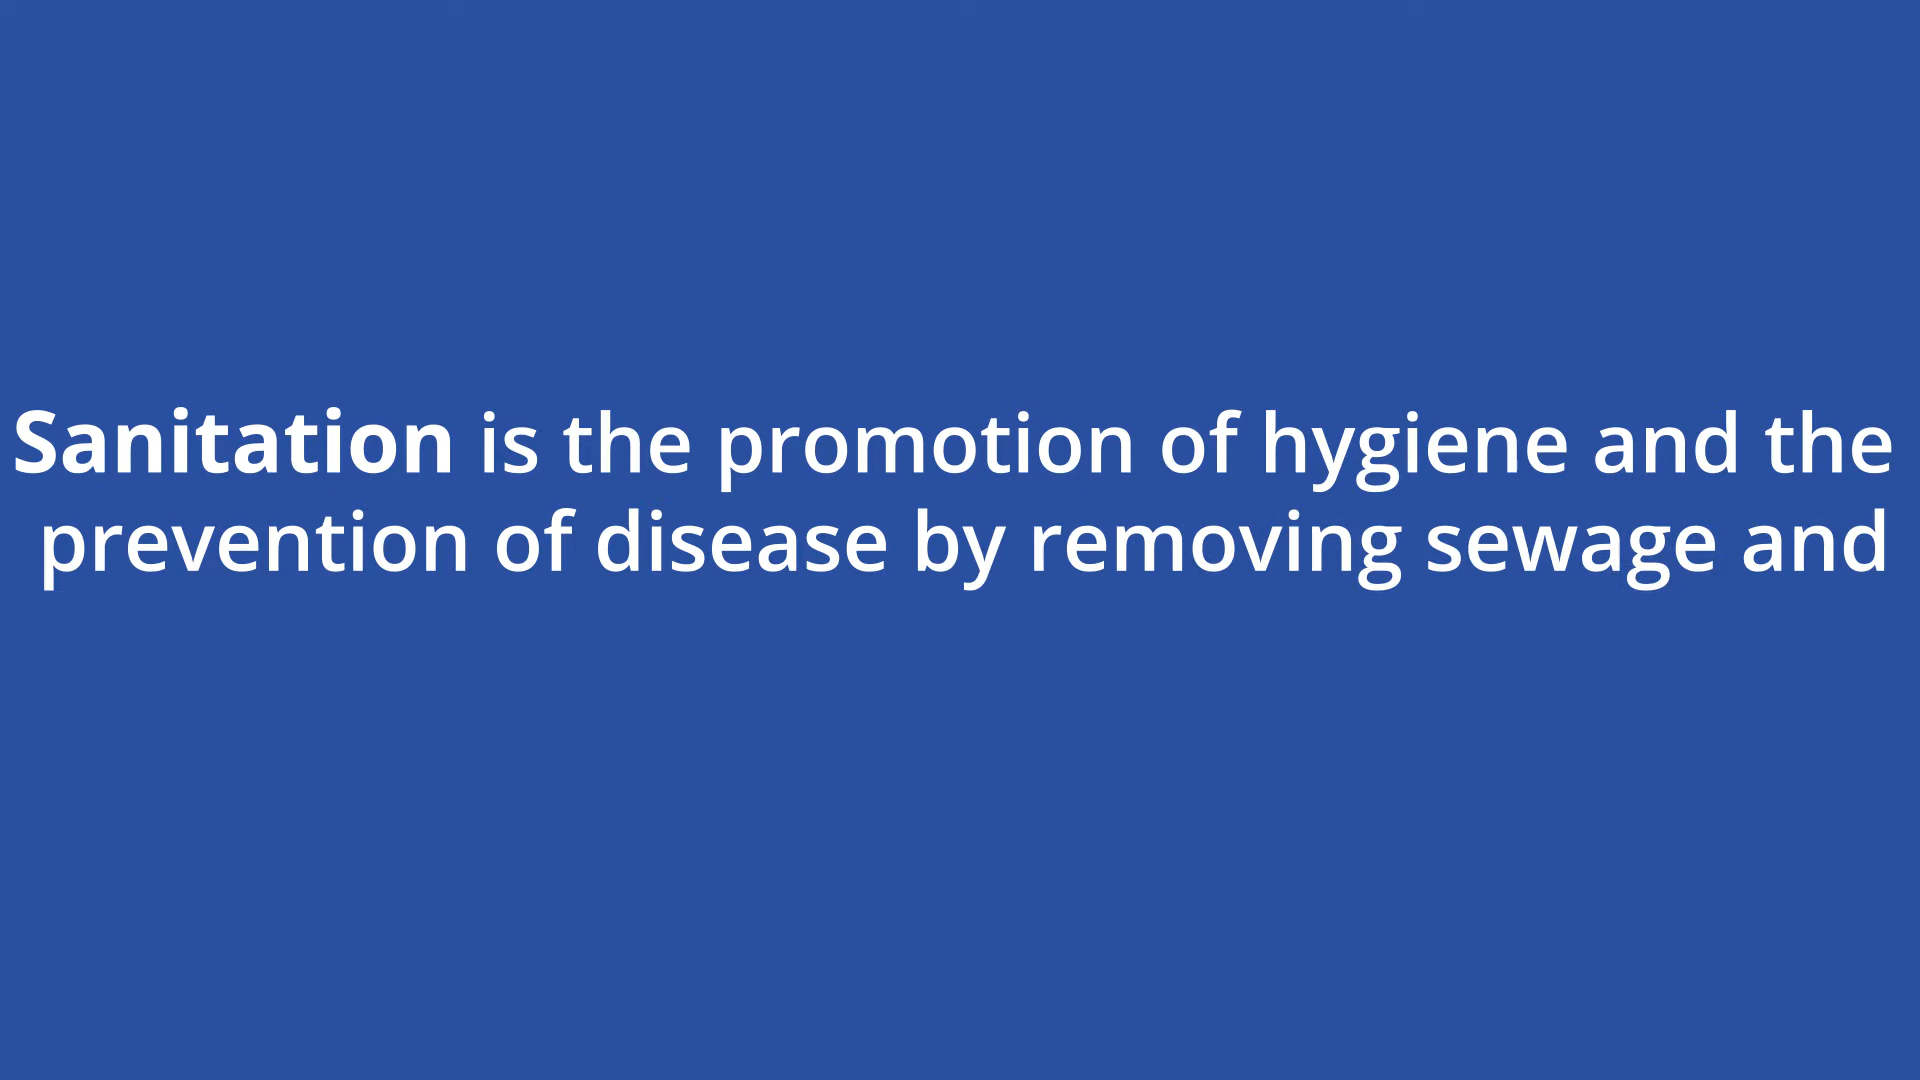 Sanitation is the promotion of hygiene and the
prevention of disease by removing sewage and